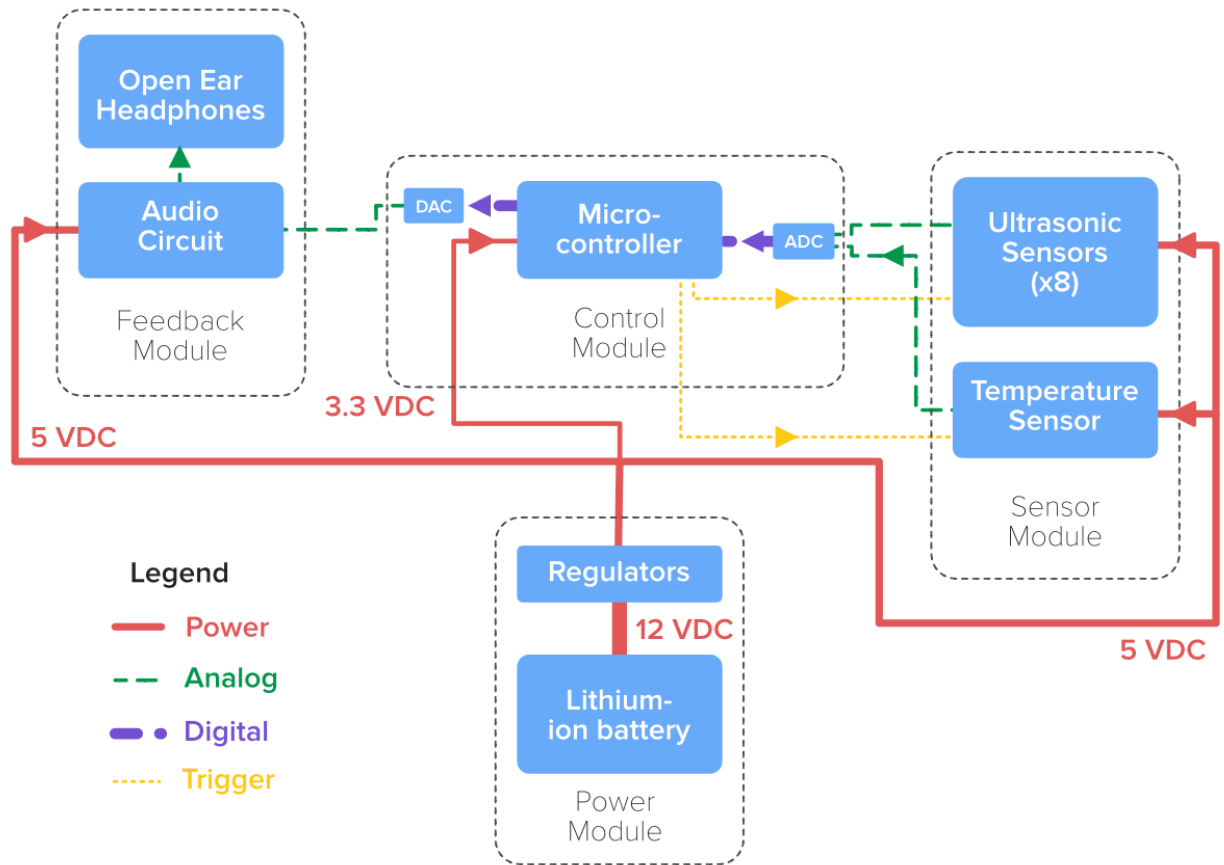 Open Ear
Headphones
Audio
Circuit
Feedback
Module
DAC
Micro-
controller
ADC
Control
Module
Ultrasonic
Sensors
(x8)
Temperature
Sensor
Sensor
Module
3.3 VDC
5 VDC
Regulators
12 VDC
5 VDC
Lithium-
ion battery
Power
Module
Legend
Power
Analog
Digital
Trigger